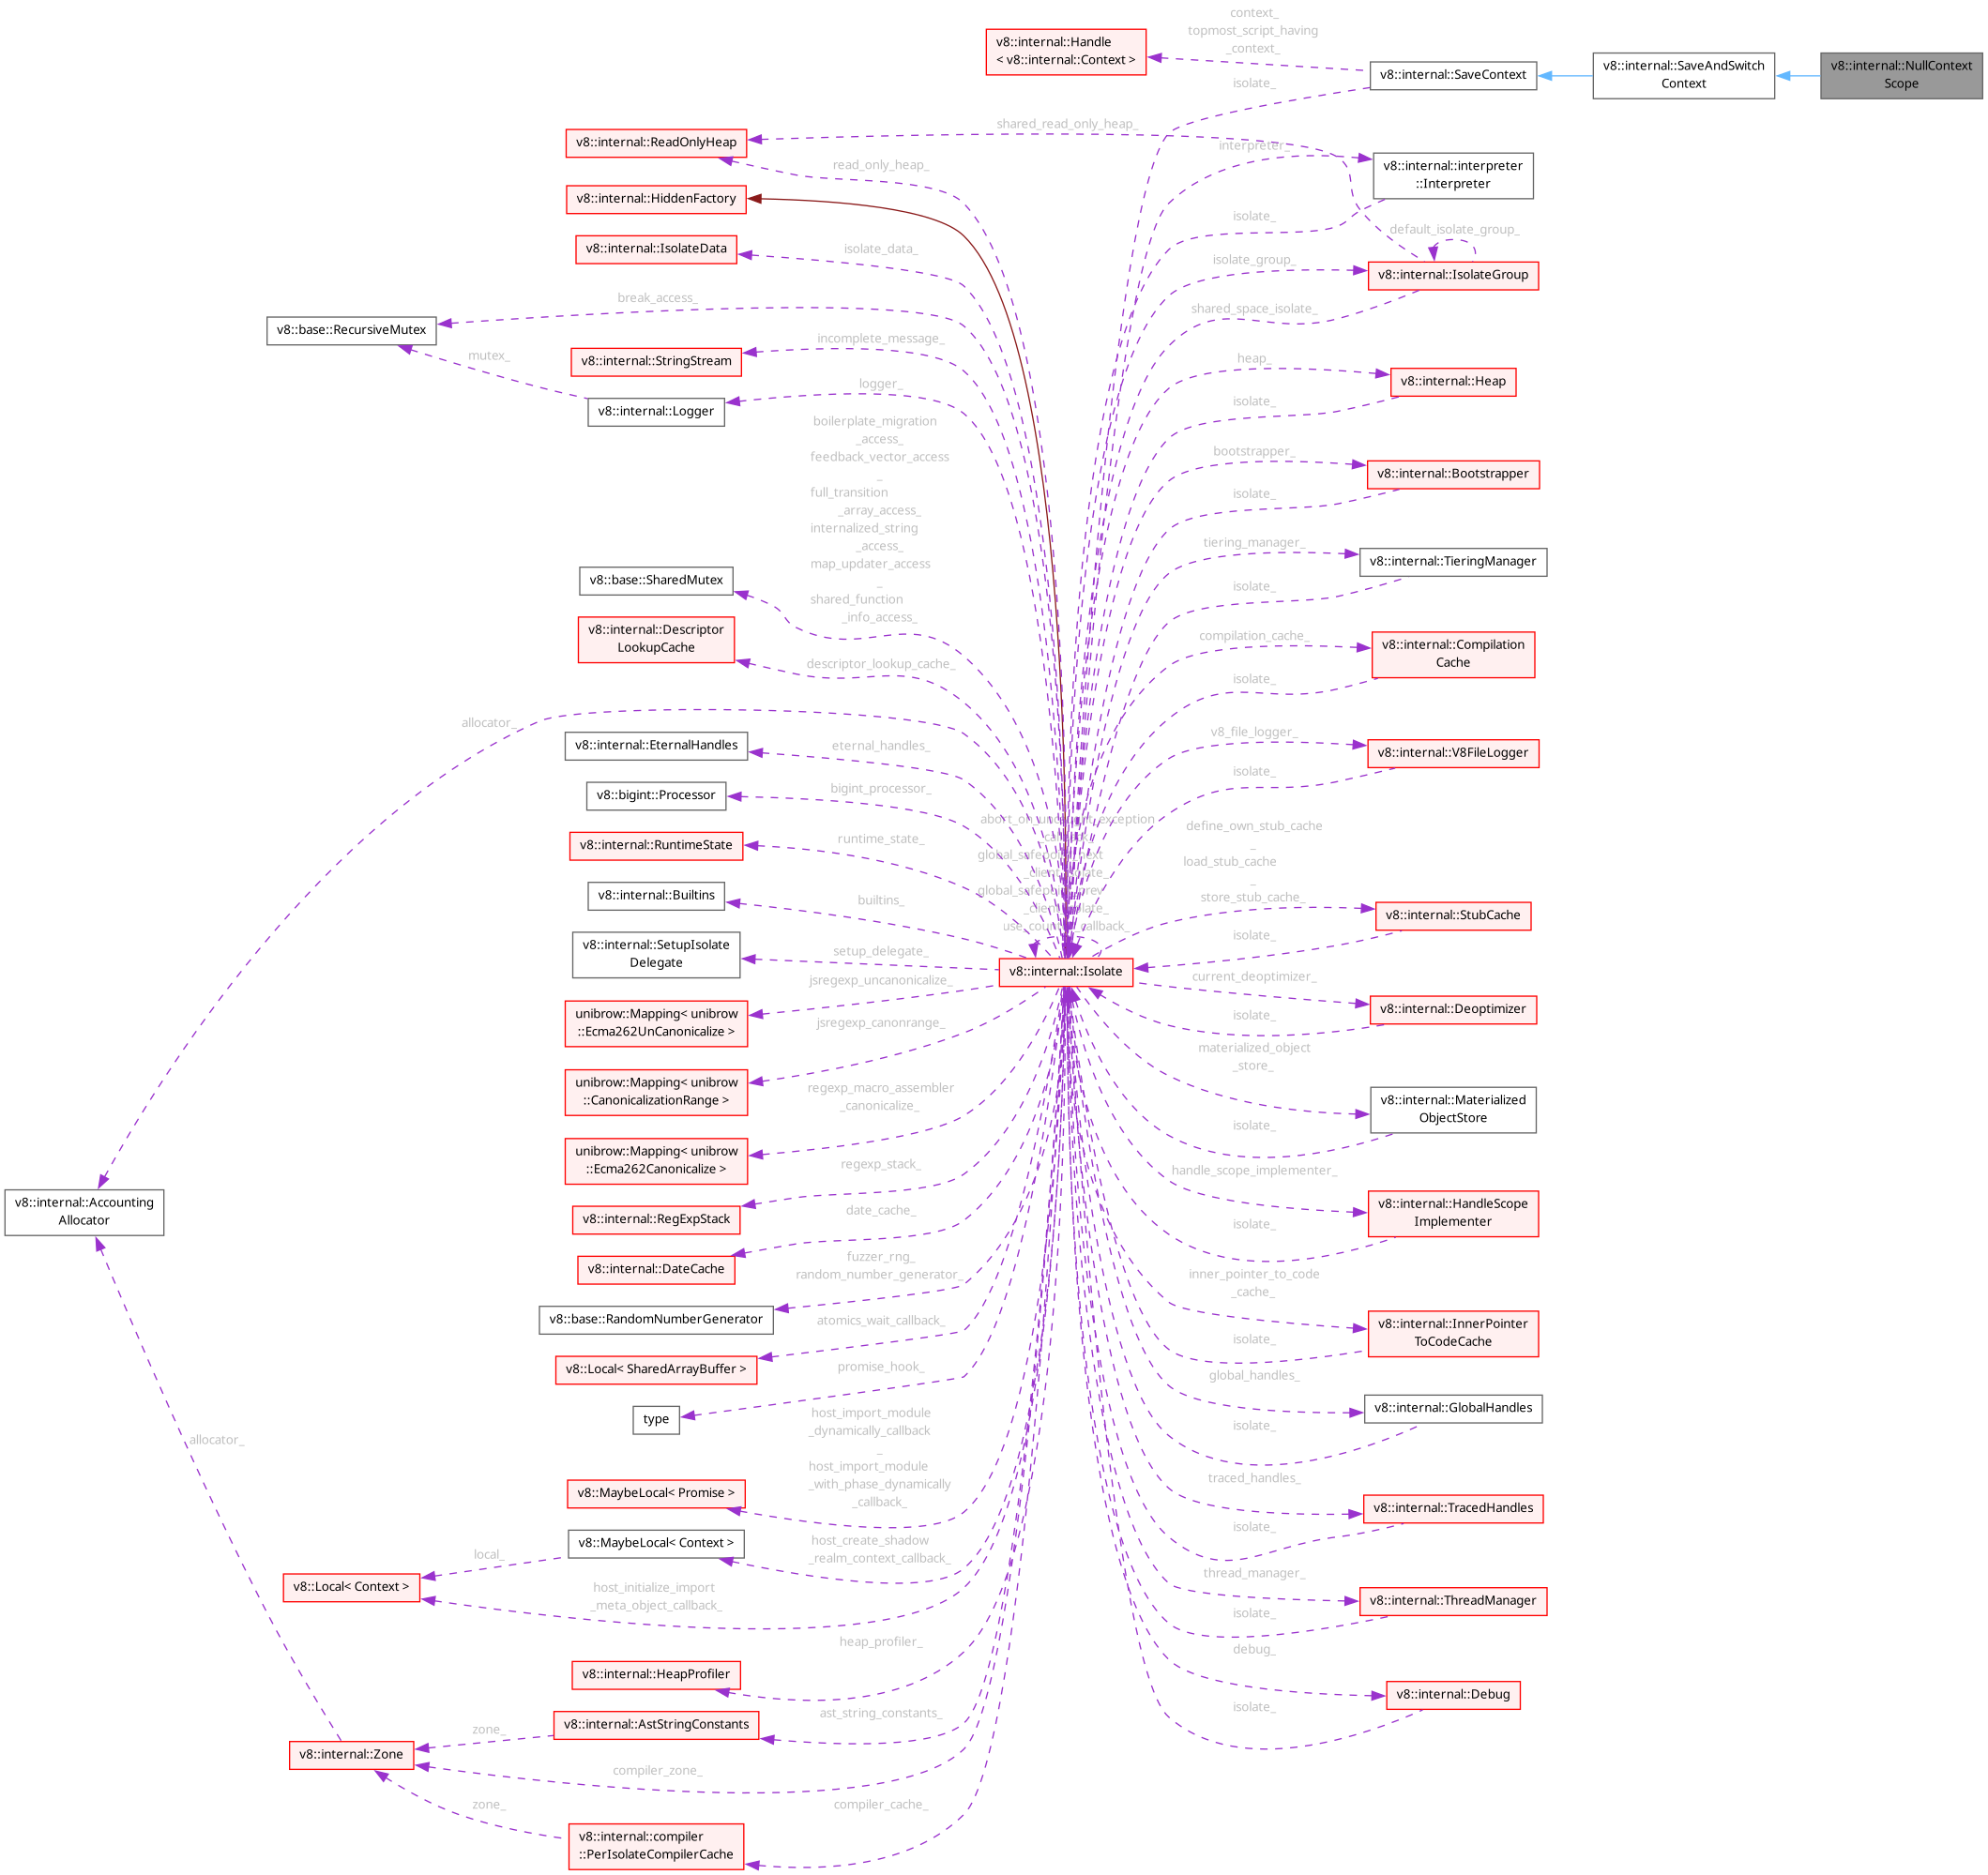 context_
topmost_script_having
_context_
v8::internal::Handle
< v8::internal::Context >
v8::internal::SaveContext
v8::internal::SaveAndSwitch
Context
v8::internal::NullContext
Scope
isolate_
shared_read_only_heap_
v8::internal::ReadOnlyHeap
read_only_heap_
interpreter_
v8::internal::interpreter
::Interpreter
v8::internal::HiddenFactory
isolate_
default_isolate_group_
v8::internal::IsolateData
isolate_data_
isolate_group_
v8::internal::IsolateGroup
break_access_
shared_space_isolate_
v8::base::RecursiveMutex
mutex_
incomplete_message_
v8::internal::StringStream
heap_
v8::internal::Heap
logger_
v8::internal::Logger
isolate_
boilerplate_migration
_access_
feedback_vector_access
_
full_transition
_array_access_
internalized_string
_access_
map_updater_access
_
shared_function
_info_access_
bootstrapper_
v8::internal::Bootstrapper
isolate_
tiering_manager_
v8::internal::TieringManager
isolate_
v8::base::SharedMutex
v8::internal::Descriptor
LookupCache
descriptor_lookup_cache_
compilation_cache_
v8::internal::Compilation
Cache
isolate_
allocator_
v8::internal::EternalHandles
eternal_handles_
v8_file_logger_
v8::internal::V8FileLogger
isolate_
v8::bigint::Processor
bigint_processor_
v8::internal::RuntimeState
runtime_state_
abort_on_uncaught_exception
_callback_
global_safepoint_next
_client_isolate_
global_safepoint_prev
_client_isolate_
use_counter_callback_
define_own_stub_cache
_
load_stub_cache
_
store_stub_cache_
v8::internal::StubCache
isolate_
v8::internal::Builtins
builtins_
v8::internal::SetupIsolate
Delegate
setup_delegate_
v8::internal::Isolate
current_deoptimizer_
v8::internal::Deoptimizer
isolate_
unibrow::Mapping< unibrow
::Ecma262UnCanonicalize >
jsregexp_uncanonicalize_
unibrow::Mapping< unibrow
::CanonicalizationRange >
jsregexp_canonrange_
materialized_object
_store_
v8::internal::Materialized
ObjectStore
isolate_
unibrow::Mapping< unibrow
::Ecma262Canonicalize >
regexp_macro_assembler
_canonicalize_
v8::internal::Accounting
Allocator
v8::internal::RegExpStack
regexp_stack_
handle_scope_implementer_
v8::internal::HandleScope
Implementer
isolate_
v8::internal::DateCache
date_cache_
v8::base::RandomNumberGenerator
fuzzer_rng_
random_number_generator_
inner_pointer_to_code
_cache_
v8::internal::InnerPointer
ToCodeCache
isolate_
v8::Local< SharedArrayBuffer >
atomics_wait_callback_
type
promise_hook_
global_handles_
v8::internal::GlobalHandles
isolate_
allocator_
v8::MaybeLocal< Promise >
host_import_module
_dynamically_callback
_
host_import_module
_with_phase_dynamically
_callback_
traced_handles_
v8::internal::TracedHandles
isolate_
v8::MaybeLocal< Context >
host_create_shadow
_realm_context_callback_
local_
v8::Local< Context >
host_initialize_import
_meta_object_callback_
thread_manager_
v8::internal::ThreadManager
isolate_
v8::internal::HeapProfiler
heap_profiler_
debug_
v8::internal::Debug
isolate_
v8::internal::AstStringConstants
ast_string_constants_
zone_
v8::internal::Zone
compiler_zone_
zone_
v8::internal::compiler
::PerIsolateCompilerCache
compiler_cache_